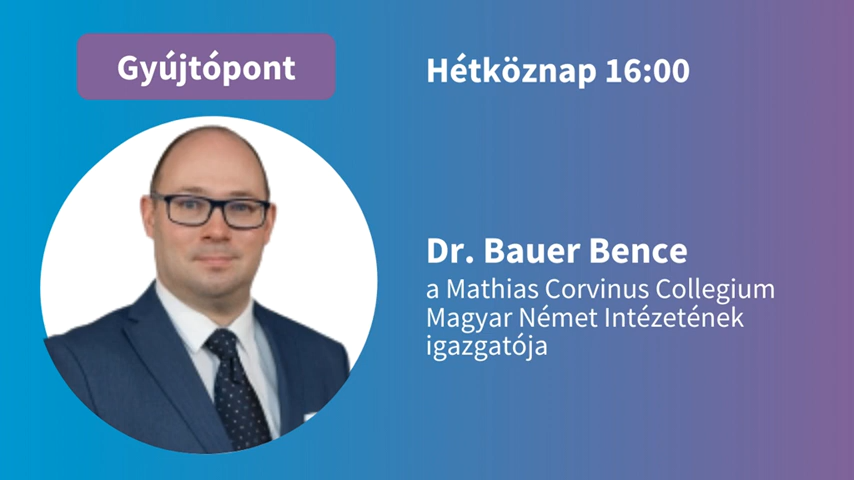 Gyújtópont
Hétköznap 16:00
Dr. Bauer Bence
a Mathias Corvinus Collegium
Magyar Német Intézetének
igazgatója